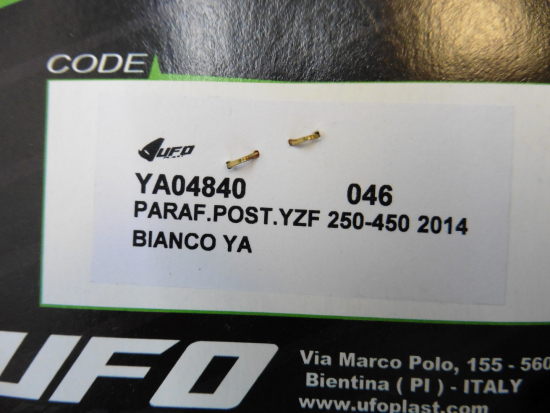 CODE
UFO
YA04840 046
PARAF.POST.YZF 250-450 2014
BIANCO YA
UFO
Via Marco Polo, 155 - 560
Bientina ( PI ) - ITALY
www.ufoplast.com